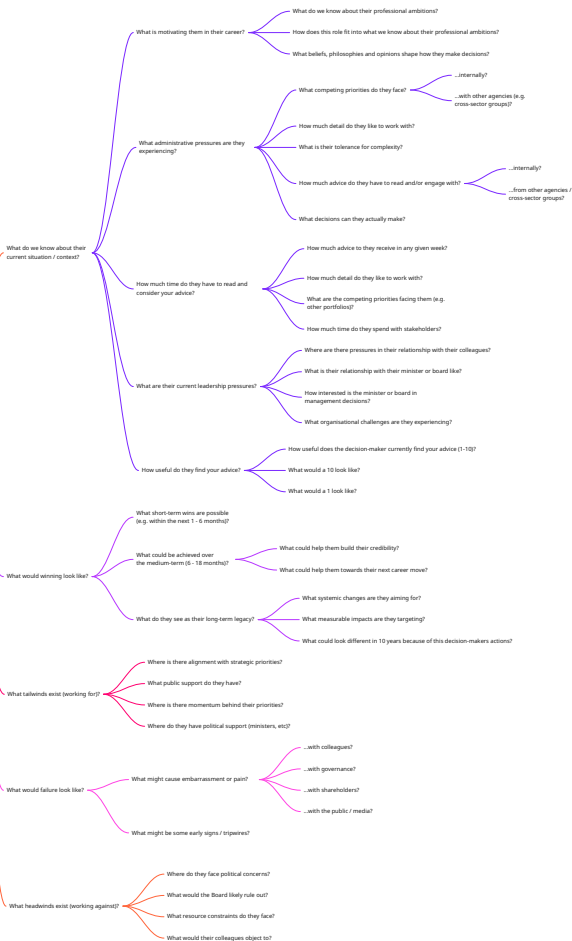 What do we know about their professional ambitions?
What is motivating them in their career?
How does this role fit into what we know about their professional ambitions?
What beliefs, philosophies and opinions shape how they make decisions?
...internally?
What competing priorities do they face?
...with other agencies (e.g.
cross-sector groups)?
How much detail do they like to work with?
What administrative pressures are they
experiencing?
What is their tolerance for complexity?
...internally?
How much advice do they have to read and/or engage with?
...from other agencies /
cross-sector groups?
What decisions can they actually make?
What do we know about their
current situation / context?
How much advice to they receive in any given week?
How much detail do they like to work with?
How much time do they have to read and
consider your advice?
What are the competing priorities facing them (e.g.
other portfolios)?
How much time do they spend with stakeholders?
Where are there pressures in their relationship with their colleagues?
What is their relationship with their minister or board like?
What are their current leadership pressures?
How interested is the minister or board in
management decisions?
What organisational challenges are they experiencing?
How useful does the decision-maker currently find your advice (1-10)?
How useful do they find your advice?
What would a 10 look like?
What would a 1 look like?
What short-term wins are possible
(e.g. within the next 1 - 6 months)?
What could help them build their credibility?
What could be achieved over
the medium-term (6 - 18 months)?
What could help them towards their next career move?
What would winning look like?
What systemic changes are they aiming for?
What do they see as their long-term legacy?
What measurable impacts are they targeting?
What could look different in 10 years because of this decision-makers actions?
Where is there alignment with strategic priorities?
What public support do they have?
What tailwinds exist (working for)?
Where is there momentum behind their priorities?
Where do they have political support (ministers, etc)?
...with colleagues?
...with governance?
What might cause embarrassment or pain?
What would failure look like?
...with shareholders?
...with the public / media?
What might be some early signs / tripwires?
Where do they face political concerns?
What would the Board likely rule out?
What headwinds exist (working against)?
What resource constraints do they face?
What would their colleagues object to?